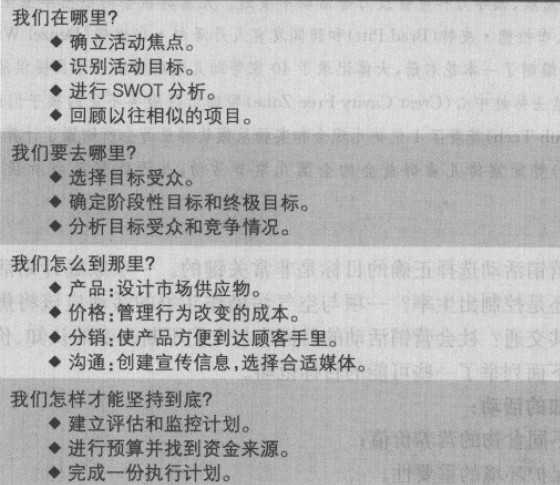 我们在哪里?
◆ 确立活动焦点。
◆ 识别活动目标。
◆ 进行 SWOT 分析。
◆ 回顾以往相似的项目。
我们要去哪里?
◆ 选择目标受众。
◆ 确定阶段性目标和终极目标。
◆ 分析目标受众和竞争情况。
我们怎么到那里?
◆ 产品:设计市场供应物。
◆ 价格:管理行为改变的成本。
◆ 分销:使产品方便到达顾客手里。
◆ 沟通:创建宣传信息,选择合适媒体。
我们怎样才能坚持到底?
◆ 建立评估和监控计划。
◆ 进行预算并找到资金来源。
◆ 完成一份执行计划。